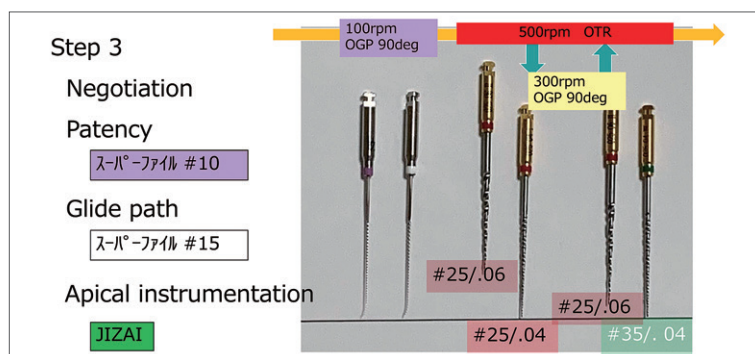 Step 3
Negotiation
Patency
ｽｰﾊﾟｰﾌｧｲﾙ #10
Glide path
ｽｰﾊﾟｰﾌｧｲﾙ #15
Apical instrumentation
JIZAI
100rpm
OGP 90deg
500rpm OTR
300rpm
OGP 90deg
#25/.06
#25/.04
#25/.06
#35/. 04